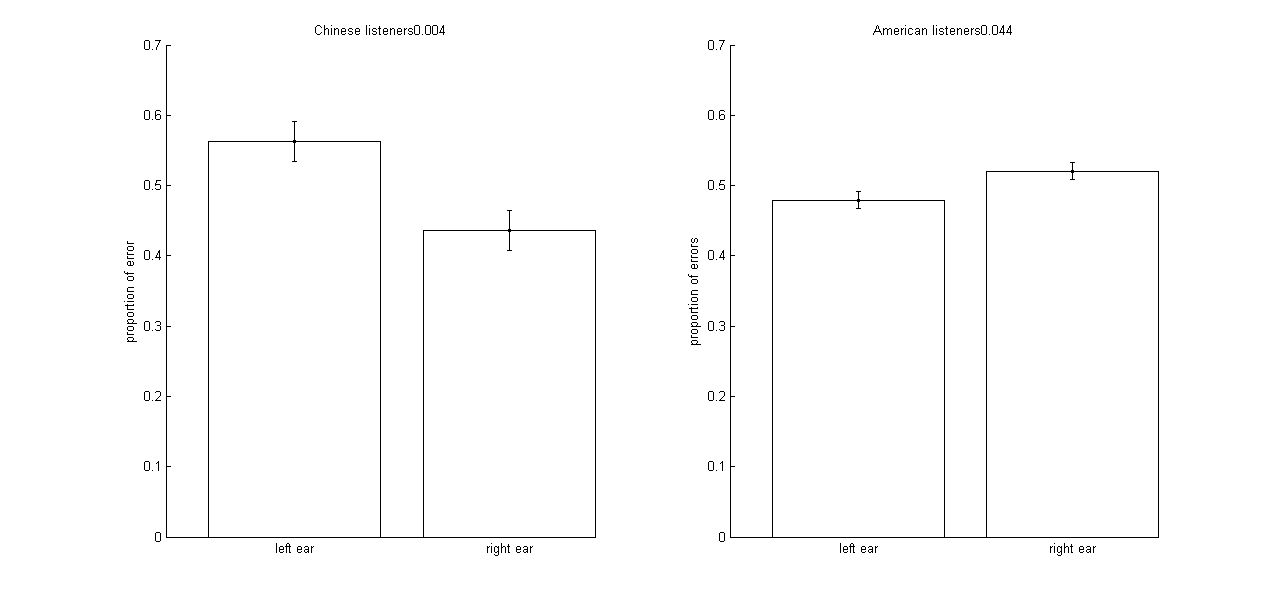 Chinese listeners0.004
0.7
0.6
0.5
0.4
0.3
0.2
0.1
0
proportion of error
left ear
right ear
American listeners0.044
0.7
0.6
0.5
0.4
0.3
0.2
0.1
0
proportion of errors
left ear
right ear